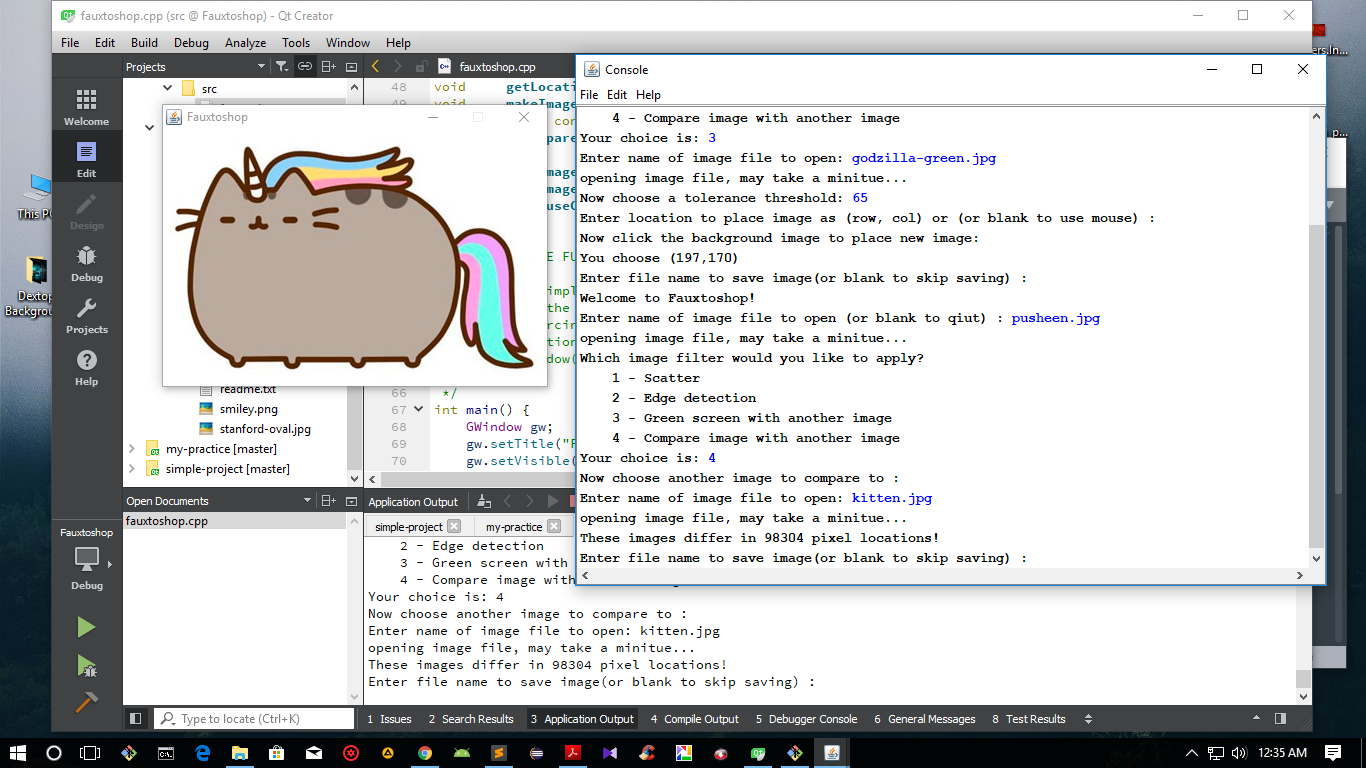 fauxtoshop.cpp (src @ Fauxtoshop) - Qt Creator
File Edit Build Debug Analyze Tools Window Help
Projects
fauxtoshop.cpp
Welcome
Edit
Design
Debug
Projects
Help
Fauxtoshop
Debug
src
readme.txt
smiley.png
stanford-oval.jpg
my-practice [master]
simple-project [master]
Open Documents
fauxtoshop.cpp
Fauxtoshop
48 void getLocati
void makeImage
66 */
67 int main() {
68 GWindow gw;
69 gw.setTitle("F
70 gw.setVisible(
Console
File Edit Help
4 - Compare image with another image
Your choice is: 3
Enter name of image file to open: godzilla-green.jpg
opening image file, may take a minitue...
Now choose a tolerance threshold: 65
Enter location to place image as (row, col) or (or blank to use mouse) :
Now click the background image to place new image:
You choose (197,170)
Enter file name to save image(or blank to skip saving) :
Welcome to Fauxtoshop!
Enter name of image file to open (or blank to qiut) : pusheen.jpg
opening image file, may take a minitue...
Which image filter would you like to apply?
1 - Scatter
2 - Edge detection
3 - Green screen with another image
4 - Compare image with another image
Your choice is: 4
Now choose another image to compare to :
Enter name of image file to open: kitten.jpg
opening image file, may take a minitue...
These images differ in 98304 pixel locations!
Enter file name to save image(or blank to skip saving) :
Application Output
simple-project my-practice
2 - Edge detection
3 - Green screen with
4 - Compare image with
Your choice is: 4
Now choose another image to compare to :
Enter name of image file to open: kitten.jpg
opening image file, may take a minitue...
These images differ in 98304 pixel locations!
Enter file name to save image(or blank to skip saving) :
Type to locate (Ctrl+K)
1 Issues 2 Search Results 3 Application Output 4 Compile Output 5 Debugger Console 6 General Messages 8 Test Results
This PC
Dextop
Backgroun
12:35 AM